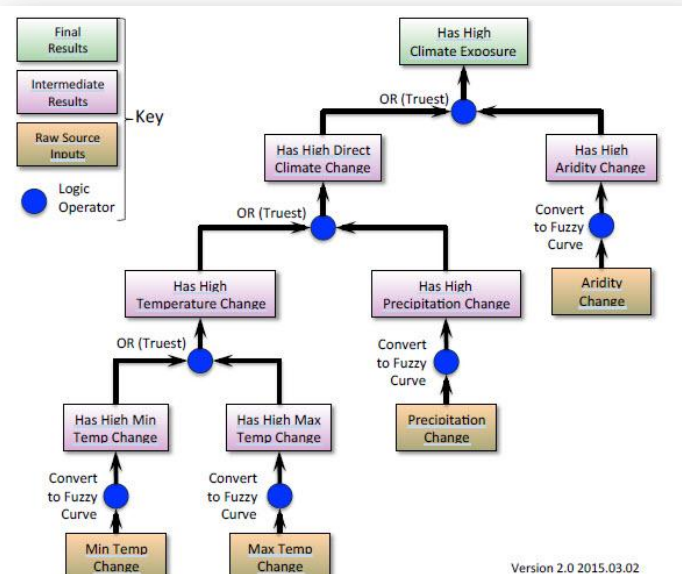 Final
Results
Intermediate
Results
Raw Source
Inputs
Key
Logic
Operator
Has High
Climate Exposure
OR (Truest)
Has High Direct
Climate Change
Has High
Aridity Change
OR (Truest)
Convert
to Fuzzy
Curve
Has High
Temperature Change
Has High
Precipitation Change
Aridity
Change
OR (Truest)
Convert
to Fuzzy
Curve
Has High Min
Temp Change
Has High Max
Temp Change
Precipitation
Change
Convert
to Fuzzy
Curve
Convert
to Fuzzy
Curve
Min Temp
Change
Max Temp
Change
Version 2.0 2015.03.02